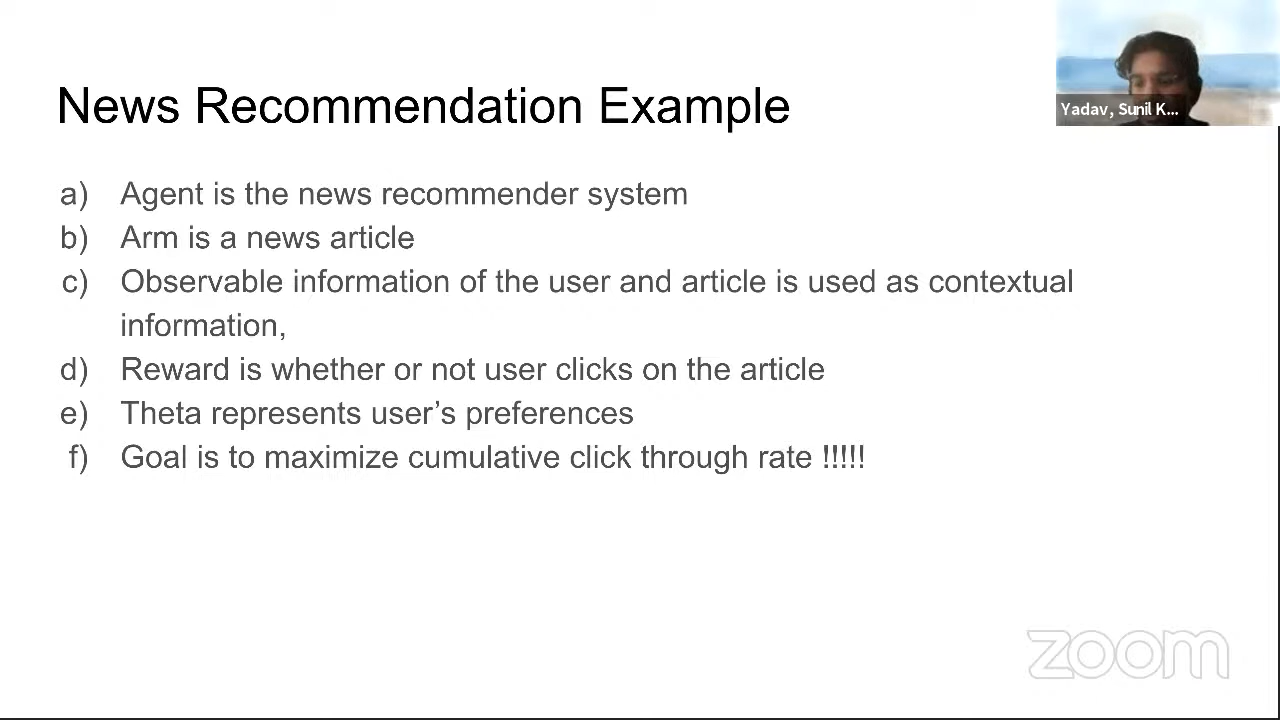 News Recommendation Example
Yadav, Sunil K...
a) Agent is the news recommender system
b) Arm is a news article
c) Observable information of the user and article is used as contextual
information,
d) Reward is whether or not user clicks on the article
e) Theta represents user’s preferences
f) Goal is to maximize cumulative click through rate !!!!!
zoom